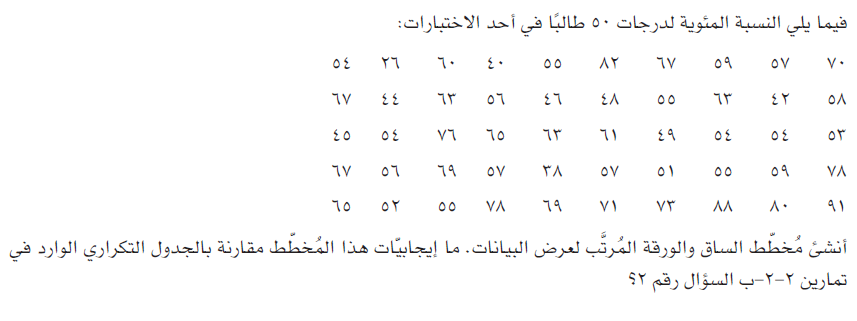 فيما يلي النسبة المئوية لدرجات ٥٠ طالبًا في أحد الاختبارات:
٧٠ ٥٧ ٥٩ ٦٧ ٨٢ ٥٥ ٤٠ ٦٠ ٢٦ ٥٤
٥٨ ٤٢ ٦٣ ٥٥ ٤٨ ٤٦ ٥٦ ٦٣ ٤٤ ٦٧
٥٣ ٥٤ ٥٤ ٤٩ ٦١ ٦٣ ٦٥ ٧٦ ٥٤ ٤٥
٧٨ ٥٩ ٥٥ ٥١ ٥٧ ٣٨ ٥٧ ٦٩ ٥٦ ٦٧
٩١ ٨٠ ٨٨ ٧٣ ٧١ ٦٩ ٧٨ ٥٥ ٥٢ ٦٥
أنشئ مُخطّط الساق والورقة المُرتَّب لعرض البيانات. ما إيجابيّات هذا المُخطّط مقارنة بالجدول التكراري الوارد في
تمارين ٢-٢-ب السؤال رقم ٢؟